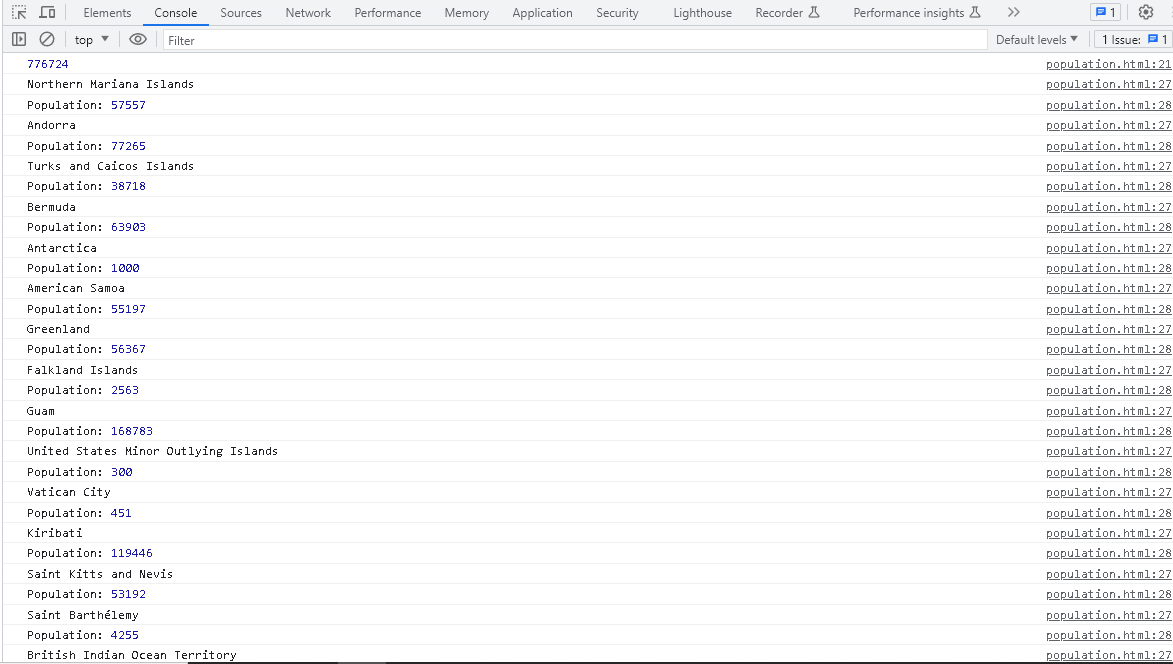 Elements Console Sources Network Performance Memory Application Security Lighthouse Recorder Performance insights 1
top Filter Default levels 1 Issue: 1
776724 population.html:21
Northern Mariana Islands population.html:27
Population: 57557 population.html:28
Andorra population.html:27
Population: 77265 population.html:28
Turks and Caicos Islands population.html:27
Population: 38718 population.html:28
Bermuda population.html:27
Population: 63903 population.html:28
Antarctica population.html:27
Population: 1000 population.html:28
American Samoa population.html:27
Population: 55197 population.html:28
Greenland population.html:27
Population: 56367 population.html:28
Falkland Islands population.html:27
Population: 2563 population.html:28
Guam population.html:27
Population: 168783 population.html:28
United States Minor Outlying Islands population.html:27
Population: 300 population.html:28
Vatican City population.html:27
Population: 451 population.html:28
Kiribati population.html:27
Population: 119446 population.html:28
Saint Kitts and Nevis population.html:27
Population: 53192 population.html:28
Saint Barthélemy population.html:27
Population: 4255 population.html:28
British Indian Ocean Territory population.html:27